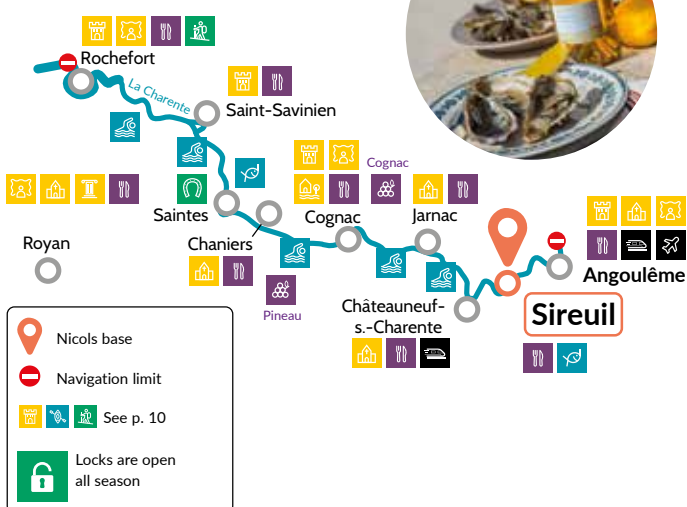 Rochefort
La Charente
Saint-Savinien
Cognac
Saintes
Cognac
Jarnac
Royan
Chaniers
Angoulême
Pineau
Châteauneuf-
s.-Charente
Sireuil
Nicols base
Navigation limit
See p. 10
Locks are open
all season